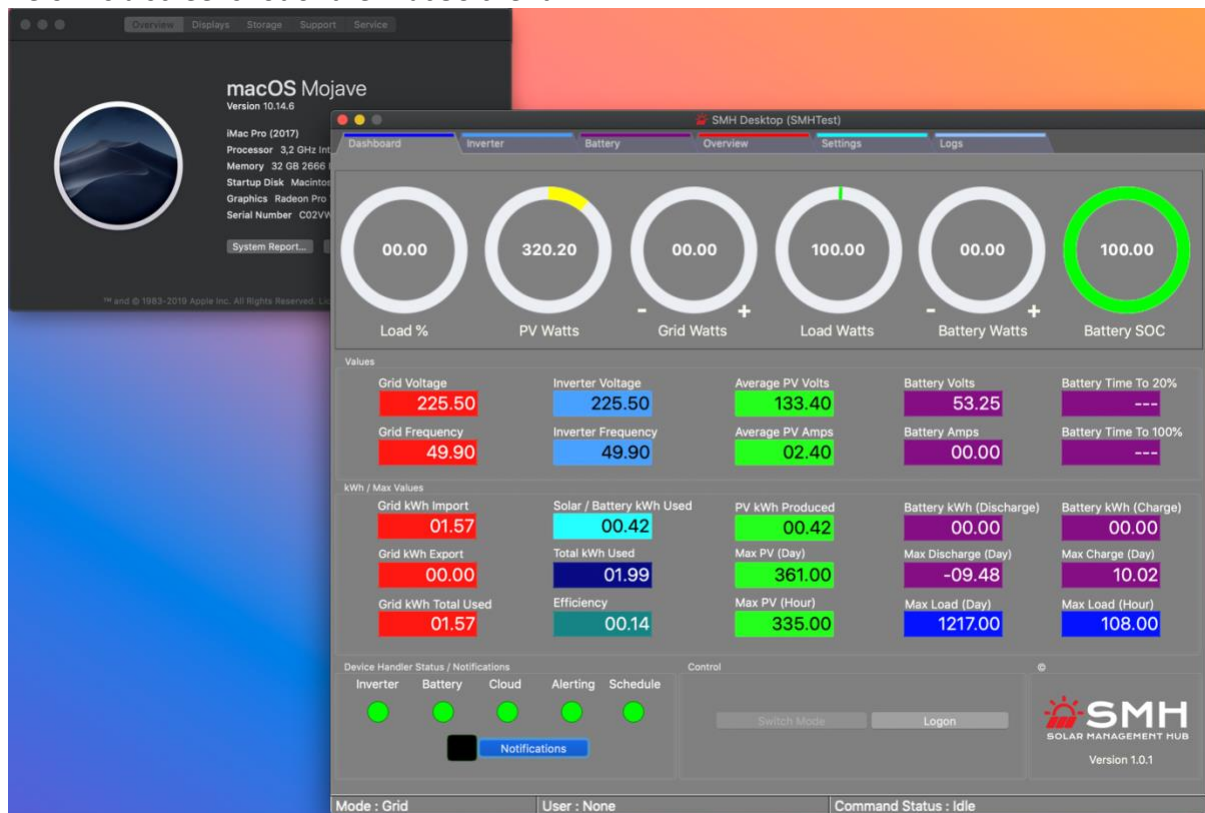 Overview Displays Storage Support Service
macOS Mojave
Version 10.14.6
iMac Pro (2017)
Processor 3,2 GHz
Memory 32 GB 2666
Startup Disk
Graphics Radeon Pro
Serial Number
System Report...
™ and © 1983-2019 Apple Inc. All Rights Reserved.
SMH Desktop (SMHTest)
Dashboard Inverter Battery Overview Settings Logs
00.00 320.20 00.00 100.00 00.00 100.00
- + - +
Load % PV Watts Grid Watts Load Watts Battery Watts Battery SOC
Values
Grid Voltage Inverter Voltage Average PV Volts Battery Volts Battery Time To 20%
225.50 225.50 133.40 53.25 ---
Grid Frequency Inverter Frequency Average PV Amps Battery Amps Battery Time To 100%
49.90 49.90 02.40 00.00 ---
kWh / Max Values
Grid kWh Import Solar / Battery kWh Used PV kWh Produced Battery kWh (Discharge) Battery kWh (Charge)
01.57 00.42 00.42 00.00 00.00
Grid kWh Export Total kWh Used Max PV (Day) Max Discharge (Day) Max Charge (Day)
00.00 01.99 361.00 -09.48 10.02
Grid kWh Total Used Efficiency Max PV (Hour) Max Load (Day) Max Load (Hour)
01.57 00.14 335.00 1217.00 108.00
Device Handler Status / Notifications Control ©
Inverter Battery Cloud Alerting Schedule
Switch Mode Logon
Notifications
SMH
SOLAR MANAGEMENT HUB
Version 1.0.1
Mode : Grid User : None Command Status : Idle